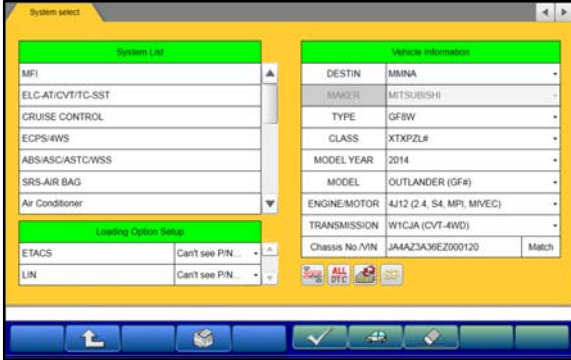 System select
System List
MFI
ELC-AT/CVT/TC-SST
CRUISE CONTROL
ECPS/4WS
ABS/ASC/ASTC/WSS
SRS-AIR BAG
Air Conditioner
Loading Option Setup
ETACS Can't see P/N...
LIN Can't see P/N...
Vehicle Information
DESTIN MMNA
MAKER MITSUBISHI
TYPE GF8W
CLASS XTXPZL#
MODEL YEAR 2014
MODEL OUTLANDER (GF#)
ENGINE/MOTOR 4J12 (2.4, S4, MPI, MIVEC)
TRANSMISSION W1CJA (CVT-4WD)
Chassis No./VIN JA4AZ3A36EZ000120 Match
ALL
DTC